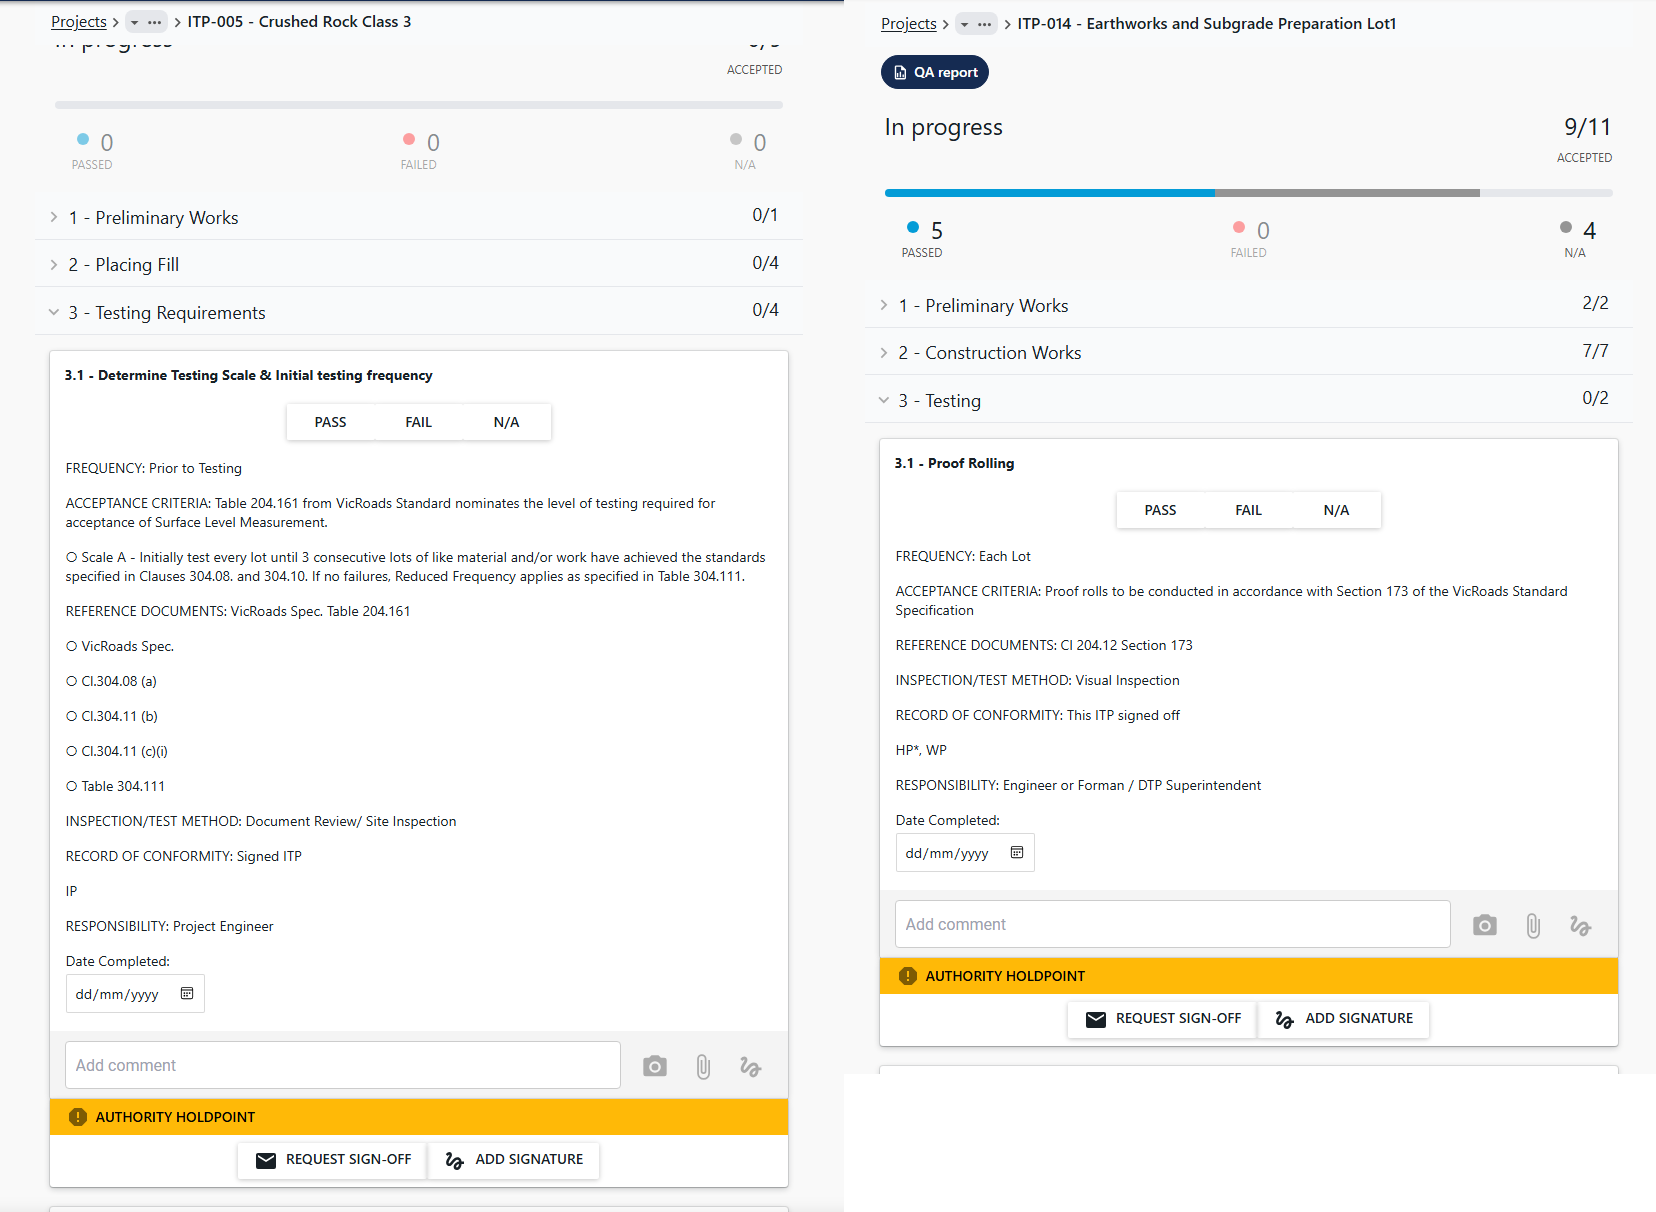 Projects > ▾ ··· > ITP-005 - Crushed Rock Class 3
In progress
ACCEPTED
0
PASSED
0
FAILED
0
N/A
1 - Preliminary Works 0/1
2 - Placing Fill 0/4
3 - Testing Requirements 0/4
3.1 - Determine Testing Scale & Initial testing frequency
PASS FAIL N/A
FREQUENCY: Prior to Testing
ACCEPTANCE CRITERIA: Table 204.161 from VicRoads Standard nominates the level of testing required for
acceptance of Surface Level Measurement.
O Scale A - Initially test every lot until 3 consecutive lots of like material and/or work have achieved the standards
specified in Clauses 304.08. and 304.10. If no failures, Reduced Frequency applies as specified in Table 304.111.
REFERENCE DOCUMENTS: VicRoads Spec. Table 204.161
O VicRoads Spec.
O Cl.304.08 (a)
O Cl.304.11 (b)
O Cl.304.11 (c)(i)
O Table 304.111
INSPECTION/TEST METHOD: Document Review/ Site Inspection
RECORD OF CONFORMITY: Signed ITP
IP
RESPONSIBILITY: Project Engineer
Date Completed:
dd/mm/yyyy
Add comment
AUTHORITY HOLDPOINT
REQUEST SIGN-OFF ADD SIGNATURE
Projects > ▾ ··· > ITP-014 - Earthworks and Subgrade Preparation Lot1
QA report
In progress 9/11
ACCEPTED
5
PASSED
0
FAILED
4
N/A
1 - Preliminary Works 2/2
2 - Construction Works 7/7
3 - Testing 0/2
3.1 - Proof Rolling
PASS FAIL N/A
FREQUENCY: Each Lot
ACCEPTANCE CRITERIA: Proof rolls to be conducted in accordance with Section 173 of the VicRoads Standard
Specification
REFERENCE DOCUMENTS: Cl 204.12 Section 173
INSPECTION/TEST METHOD: Visual Inspection
RECORD OF CONFORMITY: This ITP signed off
HP*, WP
RESPONSIBILITY: Engineer or Forman / DTP Superintendent
Date Completed:
dd/mm/yyyy
Add comment
AUTHORITY HOLDPOINT
REQUEST SIGN-OFF ADD SIGNATURE